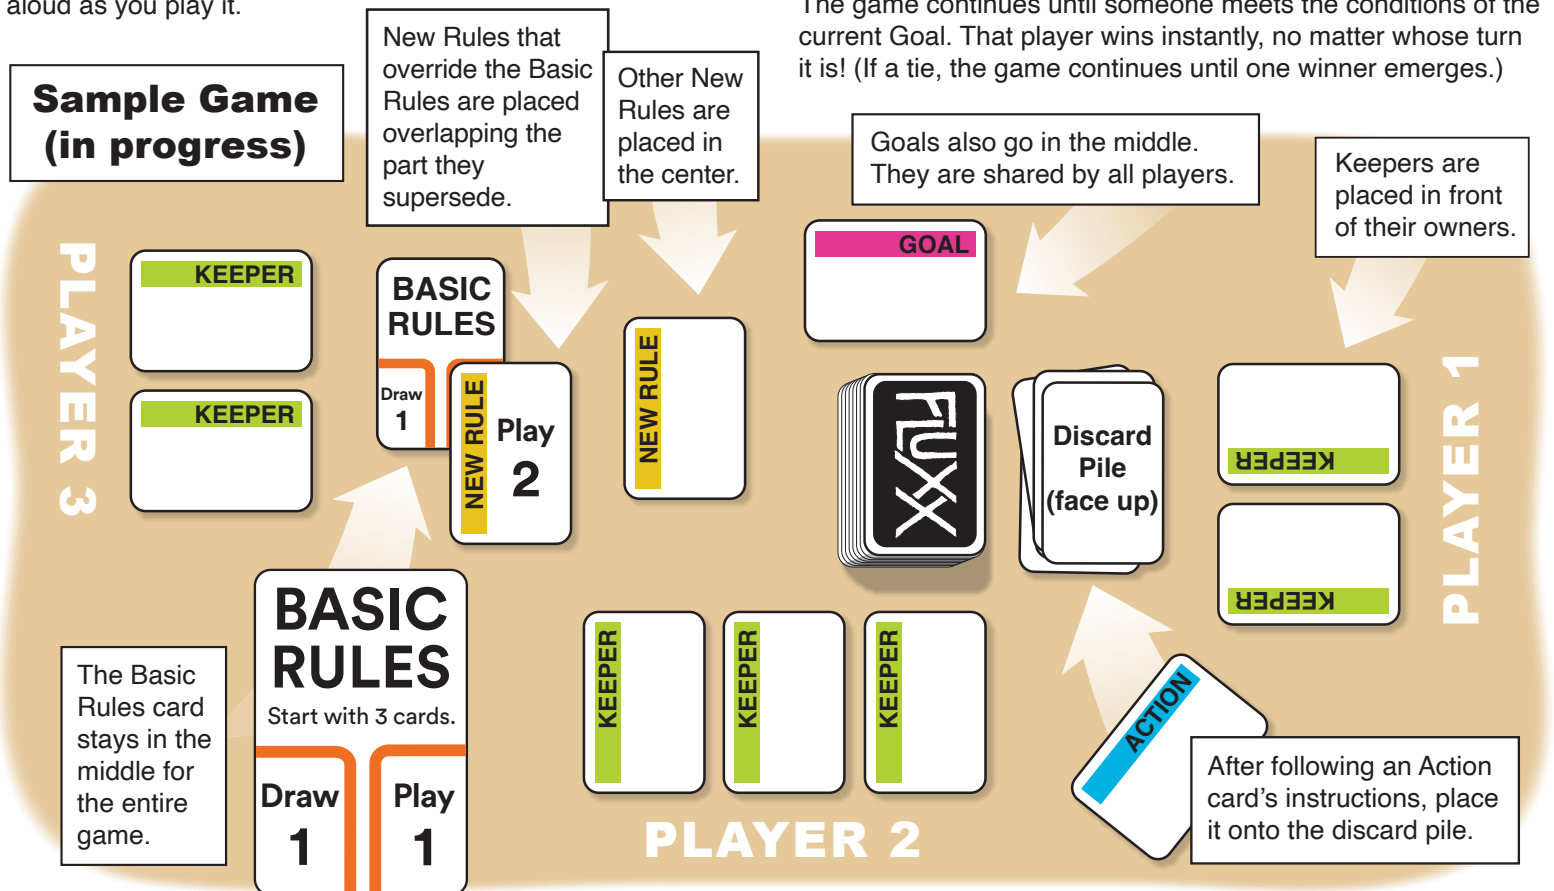 aloud as you play it.
The game continues until someone meets the conditions of the
current Goal. That player wins instantly, no matter whose turn
it is! (If a tie, the game continues until one winner emerges.)
Sample Game
(in progress)
New Rules that
override the Basic
Rules are placed
overlapping the
part they
supersede.
Other New
Rules are
placed in
the center.
Goals also go in the middle.
They are shared by all players.
Keepers are
placed in front
of their owners.
PLAYER 3
KEEPER
KEEPER
BASIC
RULES
Draw
1
NEW RULE
Play
2
NEW RULE
GOAL
FLUXX
Discard
Pile
(face up)
KEEPER
KEEPER
PLAYER 1
The Basic
Rules card
stays in the
middle for
the entire
game.
BASIC
RULES
Start with 3 cards.
Draw
1
Play
1
KEEPER
KEEPER
KEEPER
PLAYER 2
ACTION
After following an Action
card's instructions, place
it onto the discard pile.